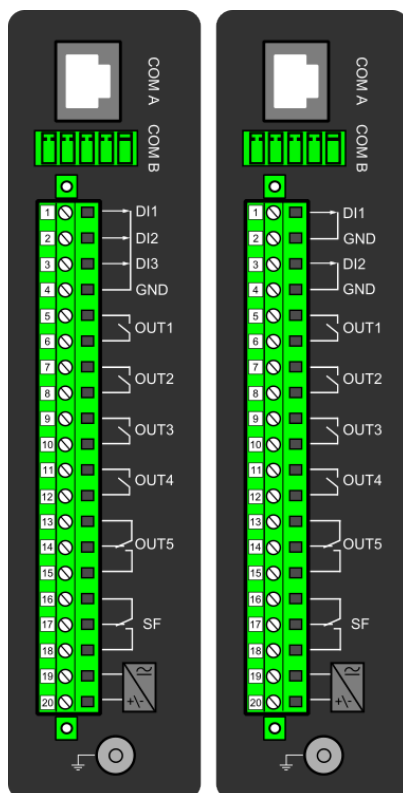 COM A
COM B
1 DI1
2 DI2
3 DI3
4 GND
5
OUT1
6
7
OUT2
8
9
OUT3
10
11
OUT4
12
13
14 OUT5
15
16
17 SF
18
19
20 +\-
COM A
COM B
1 DI1
2 GND
3 DI2
4 GND
5
OUT1
6
7
OUT2
8
9
OUT3
10
11
OUT4
12
13
14 OUT5
15
16
17 SF
18
19
20 +\-